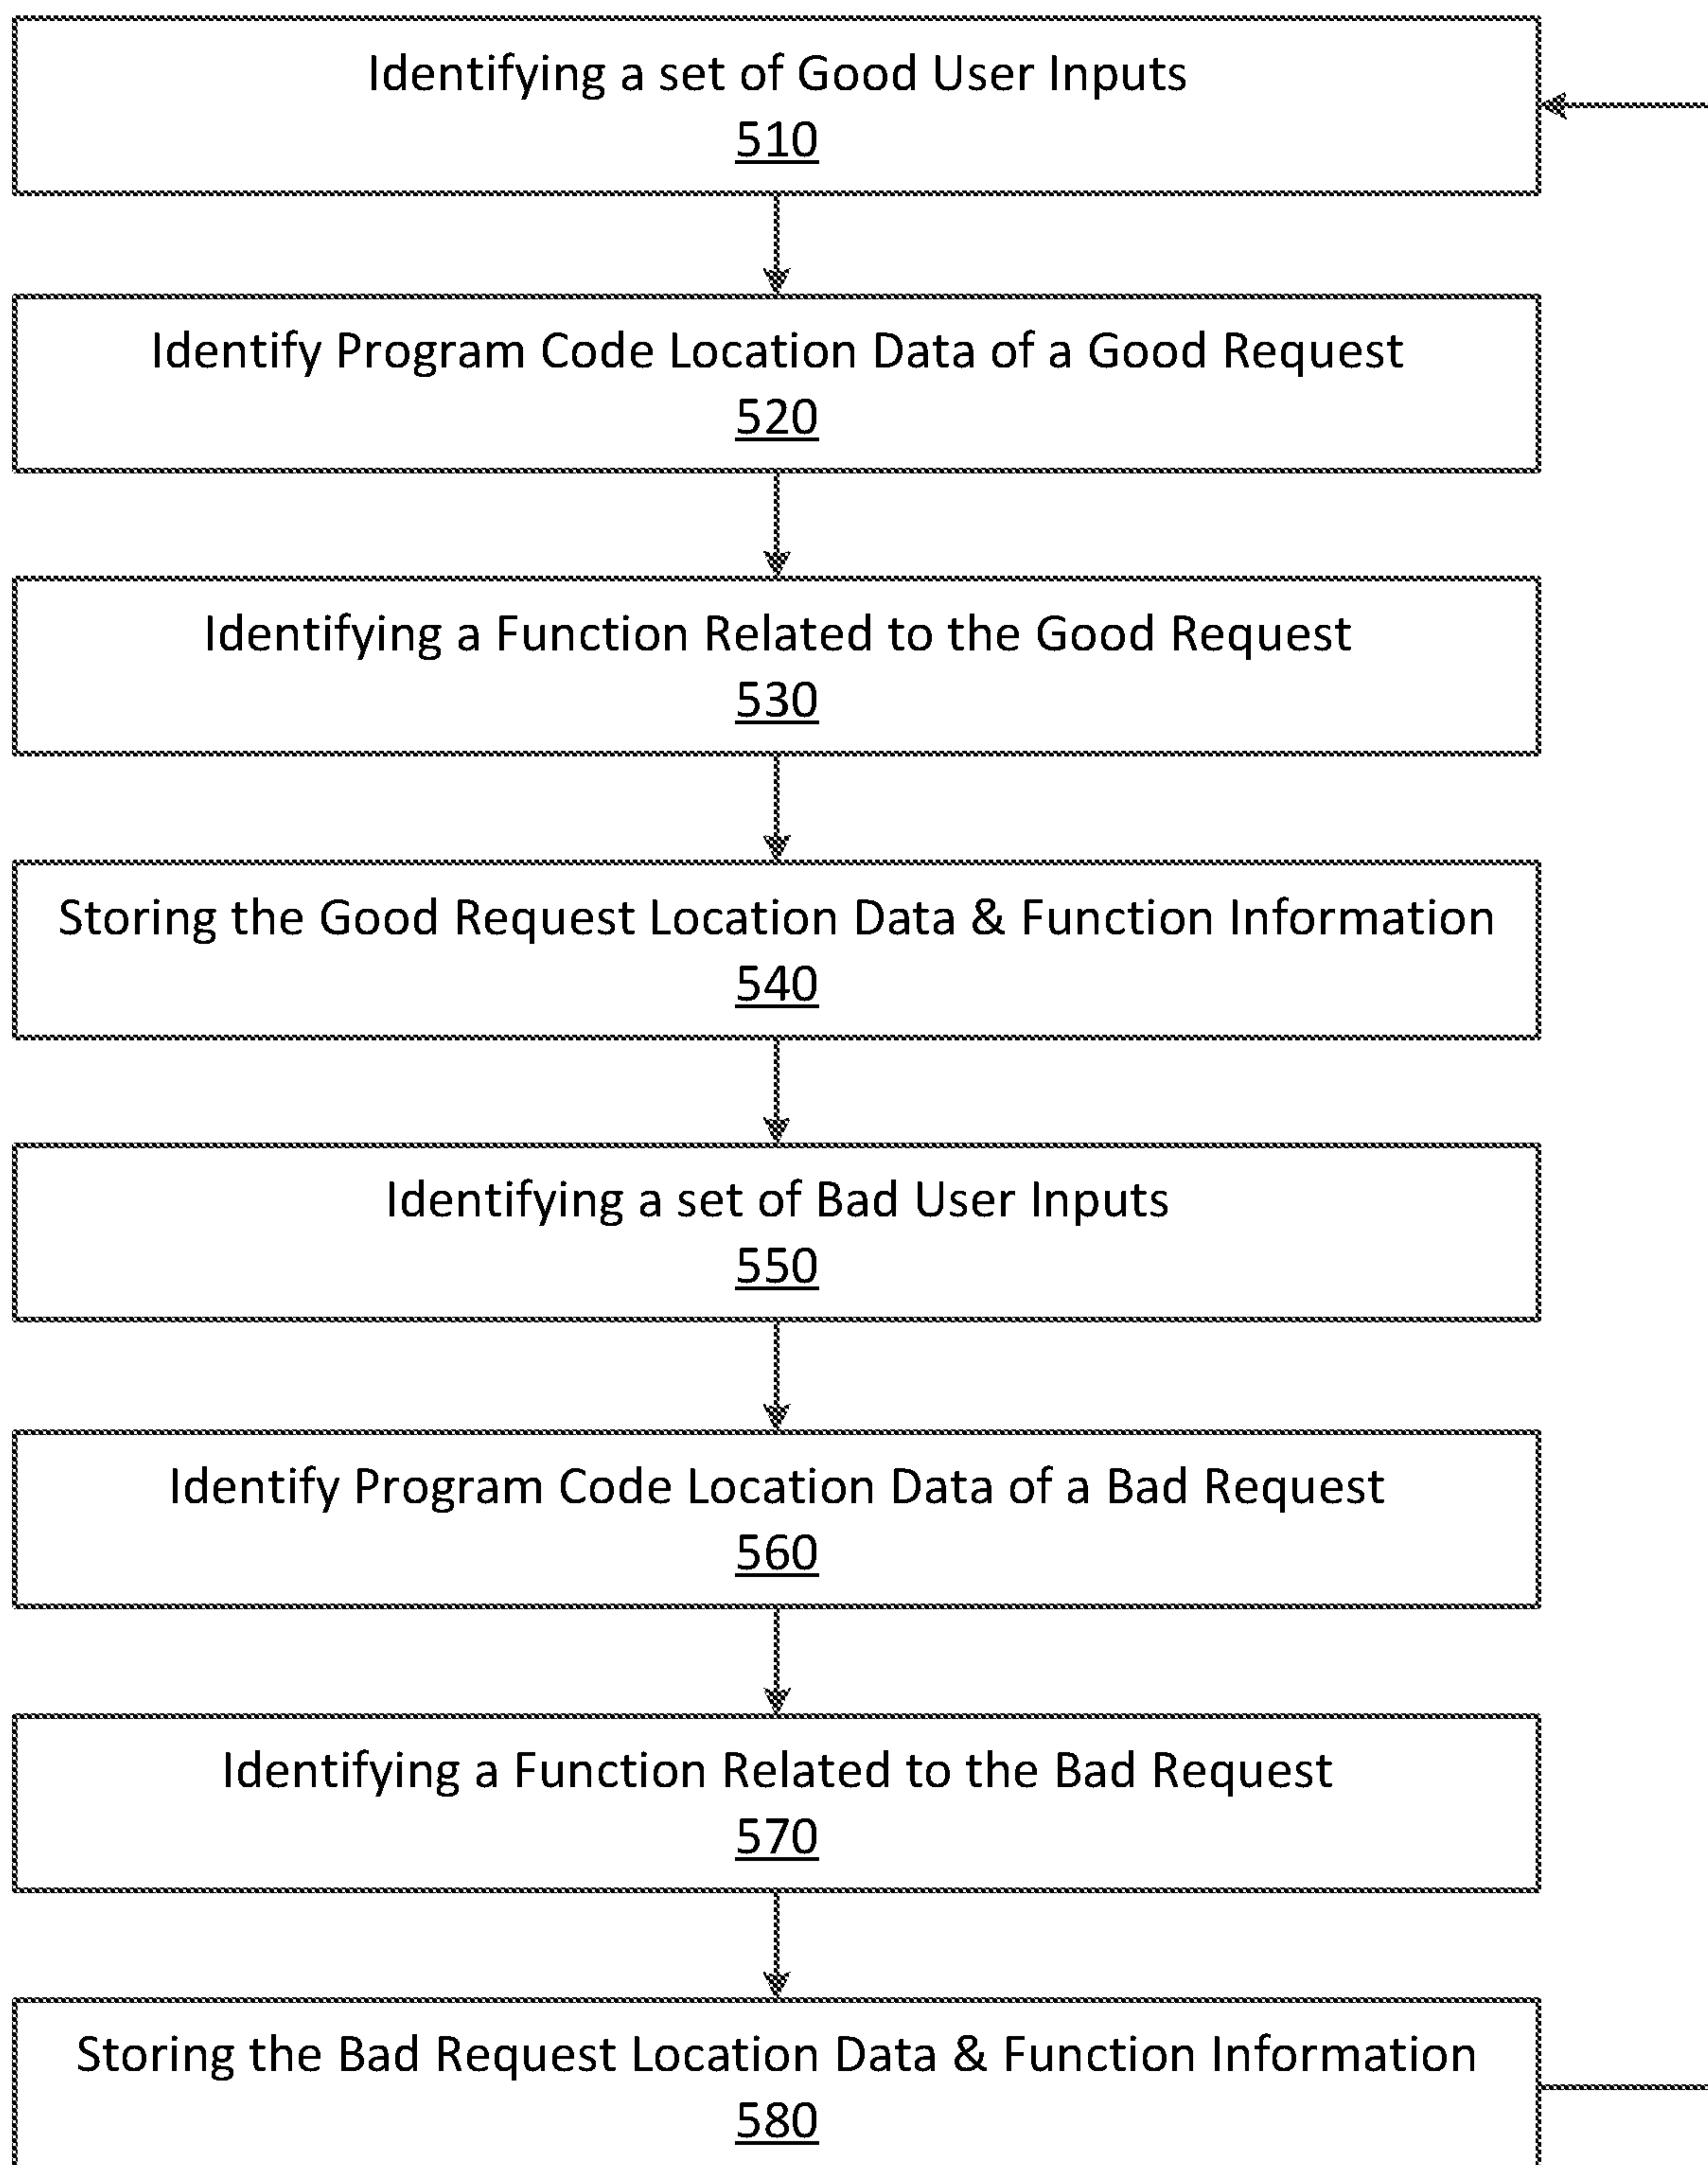 Identifying a set of Good User Inputs
510
Identify Program Code Location Data of a Good Request
520
Identifying a Function Related to the Good Request
530
Storing the Good Request Location Data & Function Information
540
Identifying a set of Bad User Inputs
550
Identify Program Code Location Data of a Bad Request
560
Identifying a Function Related to the Bad Request
570
Storing the Bad Request Location Data & Function Information
580